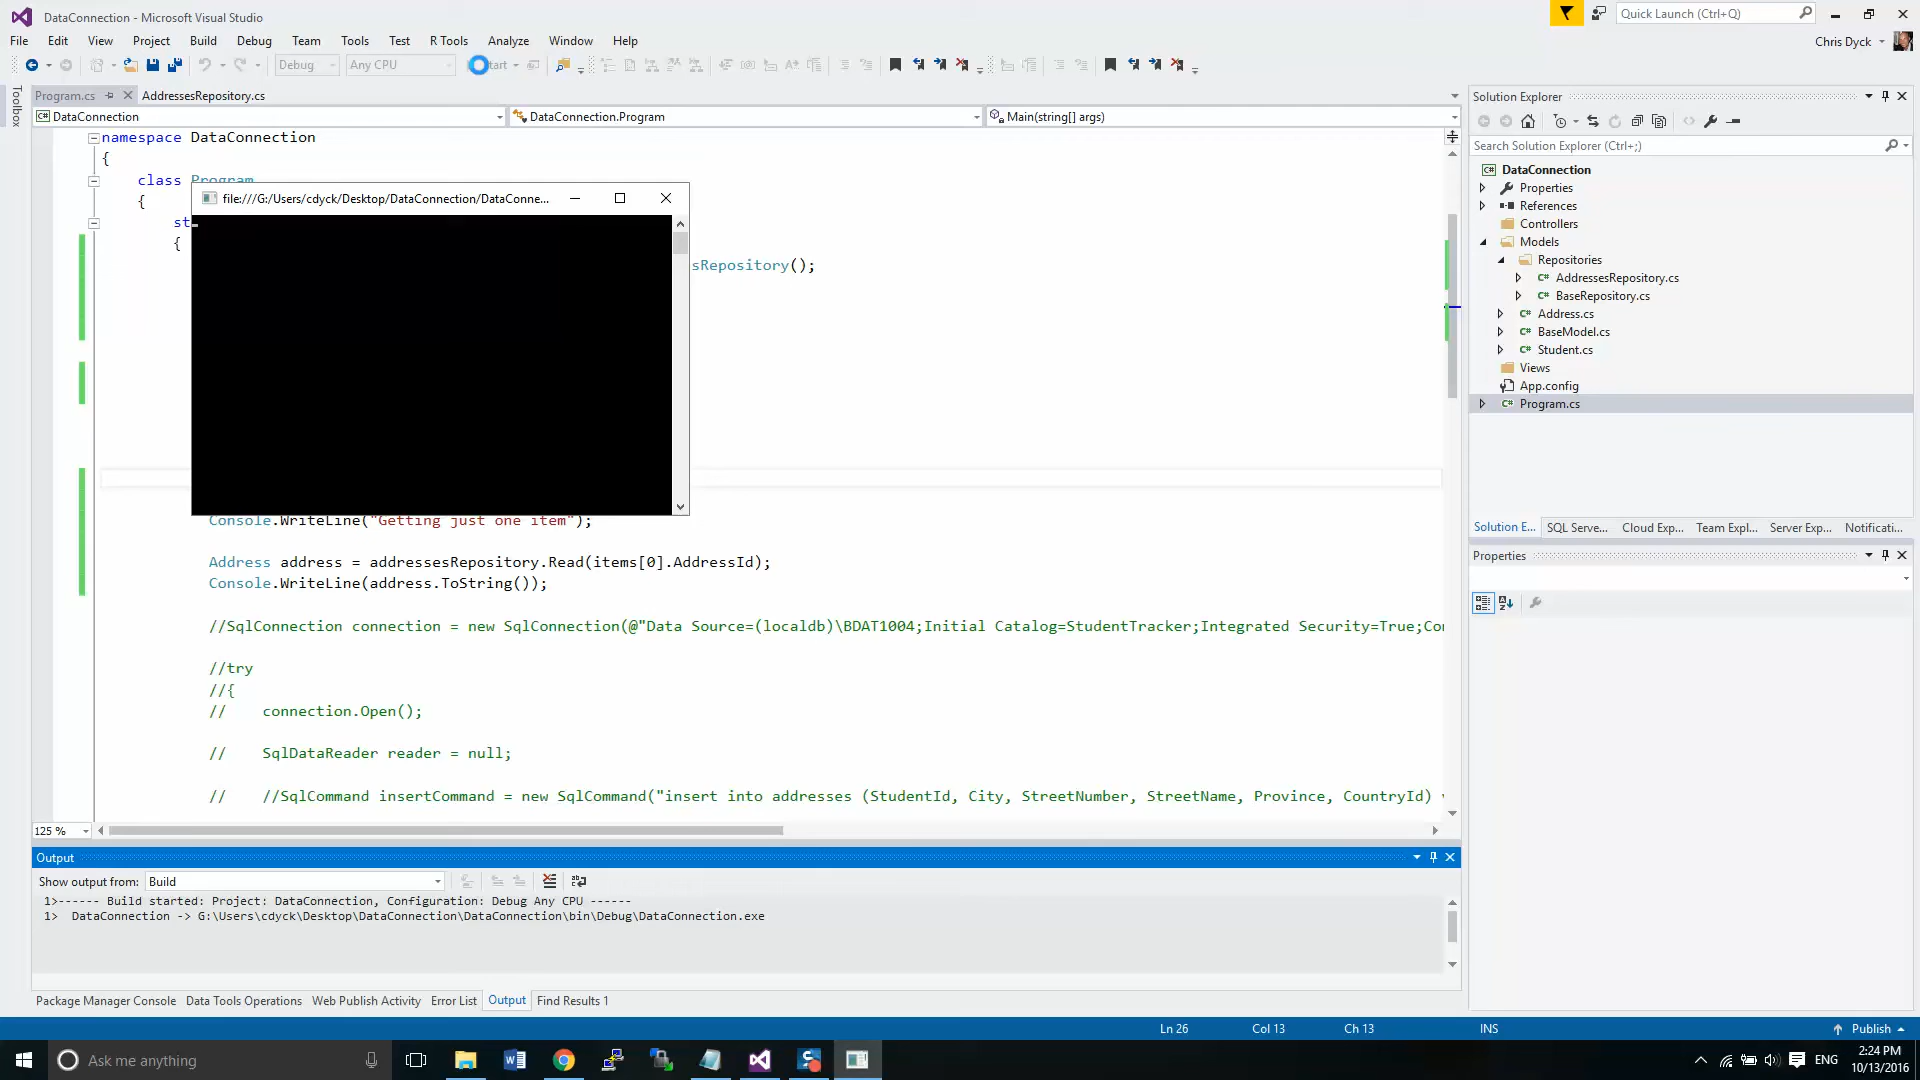 DataConnection - Microsoft Visual Studio
Quick Launch (Ctrl+Q)
File Edit View Project Build Debug Team Tools Test R Tools Analyze Window Help
Chris Dyck
Debug Any CPU
Toolbox
Program.cs AddressesRepository.cs
DataConnection DataConnection.Program Main(string[] args)
namespace DataConnection
{
class Program
{
st
{
sRepository();
file:///G:/Users/cdyck/Desktop/DataConnection/DataConne...
Console.WriteLine("Getting just one item");
Address address = addressesRepository.Read(items[0].AddressId);
Console.WriteLine(address.ToString());
//SqlConnection connection = new SqlConnection(@"Data Source=(localdb)\BDAT1004;Initial Catalog=StudentTracker;Integrated Security=True;Co
//try
//{
// connection.Open();
// SqlDataReader reader = null;
// //SqlCommand insertCommand = new SqlCommand("insert into addresses (StudentId, City, StreetNumber, StreetName, Province, CountryId)
125 %
Output
Show output from: Build
1>------ Build started: Project: DataConnection, Configuration: Debug Any CPU ------
1> DataConnection -> G:\Users\cdyck\Desktop\DataConnection\DataConnection\bin\Debug\DataConnection.exe
Package Manager Console Data Tools Operations Web Publish Activity Error List Output Find Results 1
Solution Explorer
Search Solution Explorer (Ctrl+;)
DataConnection
Properties
References
Controllers
Models
Repositories
AddressesRepository.cs
BaseRepository.cs
Address.cs
BaseModel.cs
Student.cs
Views
App.config
Program.cs
Solution E... SQL Serve... Cloud Exp... Team Expl... Server Exp... Notificati...
Properties
Ln 26 Col 13 Ch 13 INS Publish
Ask me anything
ENG
2:24 PM
10/13/2016